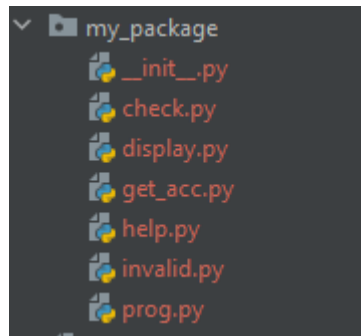 my_package
__init__.py
check.py
display.py
get_acc.py
help.py
invalid.py
prog.py